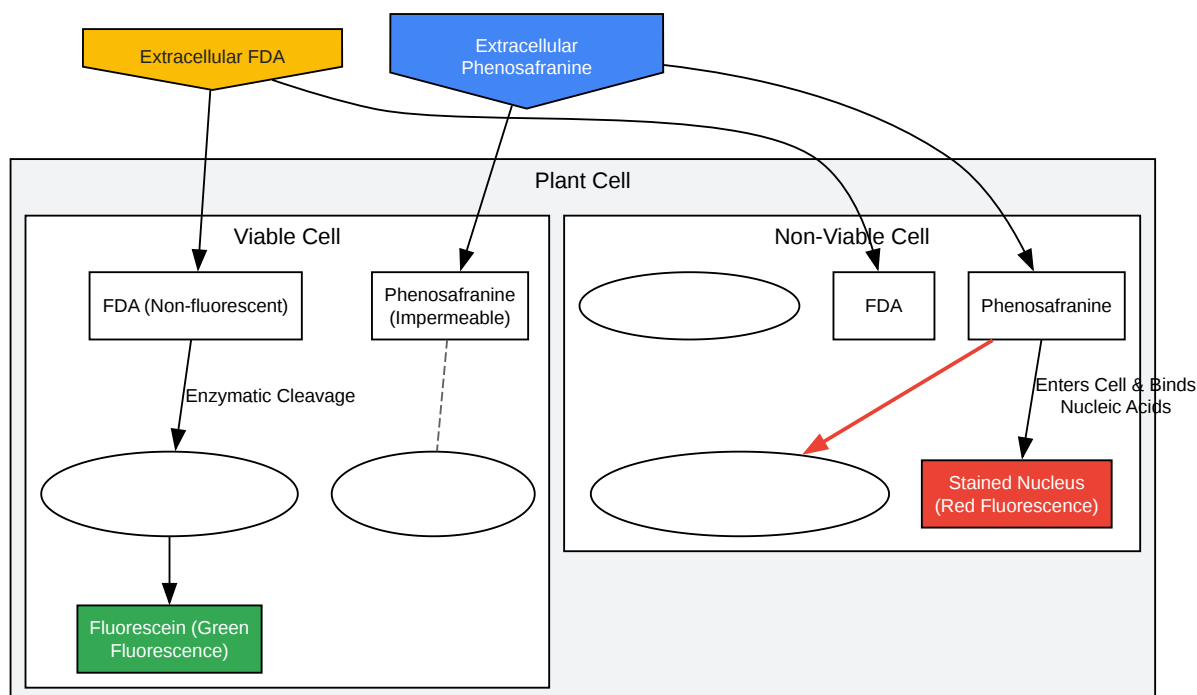 Extracellular FDA
Extracellular
Phenosafranine
Plant Cell
Viable Cell
Non-Viable Cell
FDA (Non-fluorescent)
Phenosafranine
(Impermeable)
FDA
Phenosafranine
Enzymatic Cleavage
Enters Cell & Binds
Nucleic Acids
Stained Nucleus
(Red Fluorescence)
Fluorescein (Green
Fluorescence)